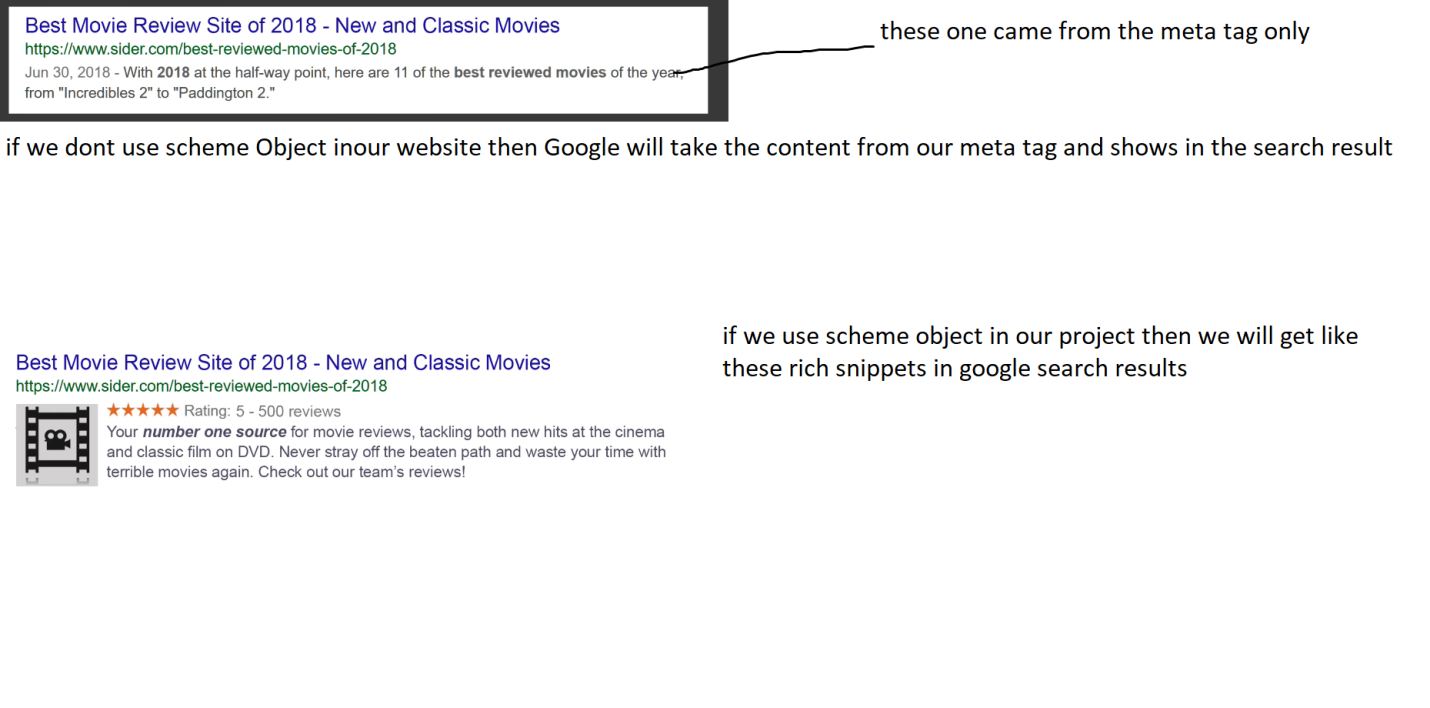 Best Movie Review Site of 2018 - New and Classic Movies
https://www.sider.com/best-reviewed-movies-of-2018
Jun 30, 2018 - With 2018 at the half-way point, here are 11 of the best reviewed movies of the year,
from "Incredibles 2" to "Paddington 2."
these one came from the meta tag only
if we dont use scheme Object inour website then Google will take the content from our meta tag and shows in the search result
if we use scheme object in our project then we will get like
these rich snippets in google search results
Best Movie Review Site of 2018 - New and Classic Movies
https://www.sider.com/best-reviewed-movies-of-2018
Rating: 5 - 500 reviews
Your number one source for movie reviews, tackling both new hits at the cinema
and classic film on DVD. Never stray off the beaten path and waste your time with
terrible movies again. Check out our team's reviews!